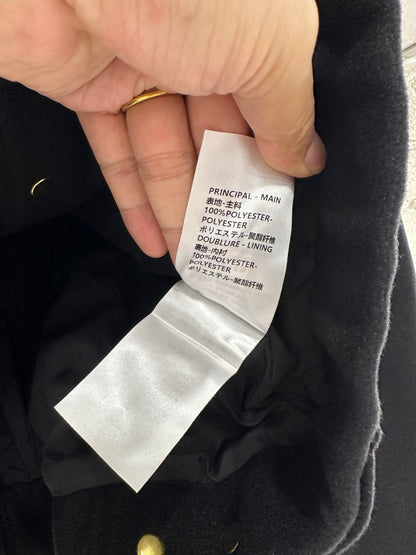 PRINCIPAL - MAIN
表地-主料
100%POLYESTER-
POLYESTER
ポリエステル-聚酯纤维
DOUBLURE - LINING
裏地-内村
100%POLYESTER-
POLYESTER
ポリエステル-聚酯纤维